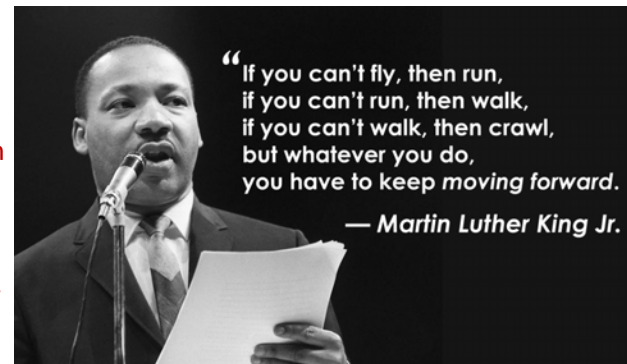 “If you can’t fly, then run,
if you can’t run, then walk,
if you can’t walk, then crawl,
but whatever you do,
you have to keep moving forward.
— Martin Luther King Jr.